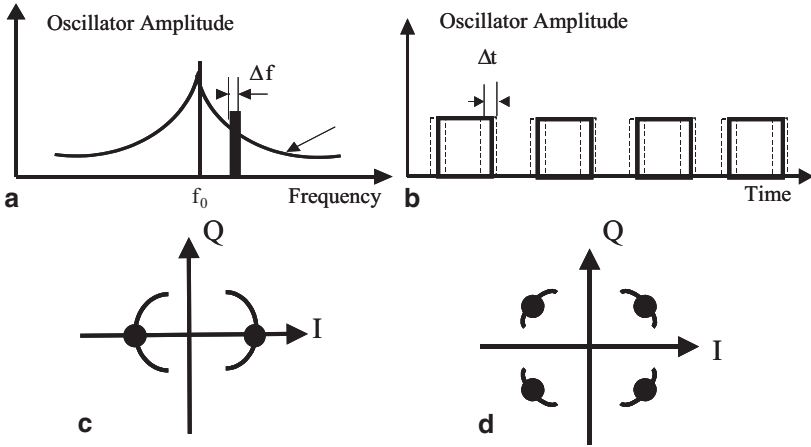 Oscillator Amplitude
Δf
f₀
Frequency
a
Oscillator Amplitude
Δt
Time
b
Q
I
c
Q
I
d